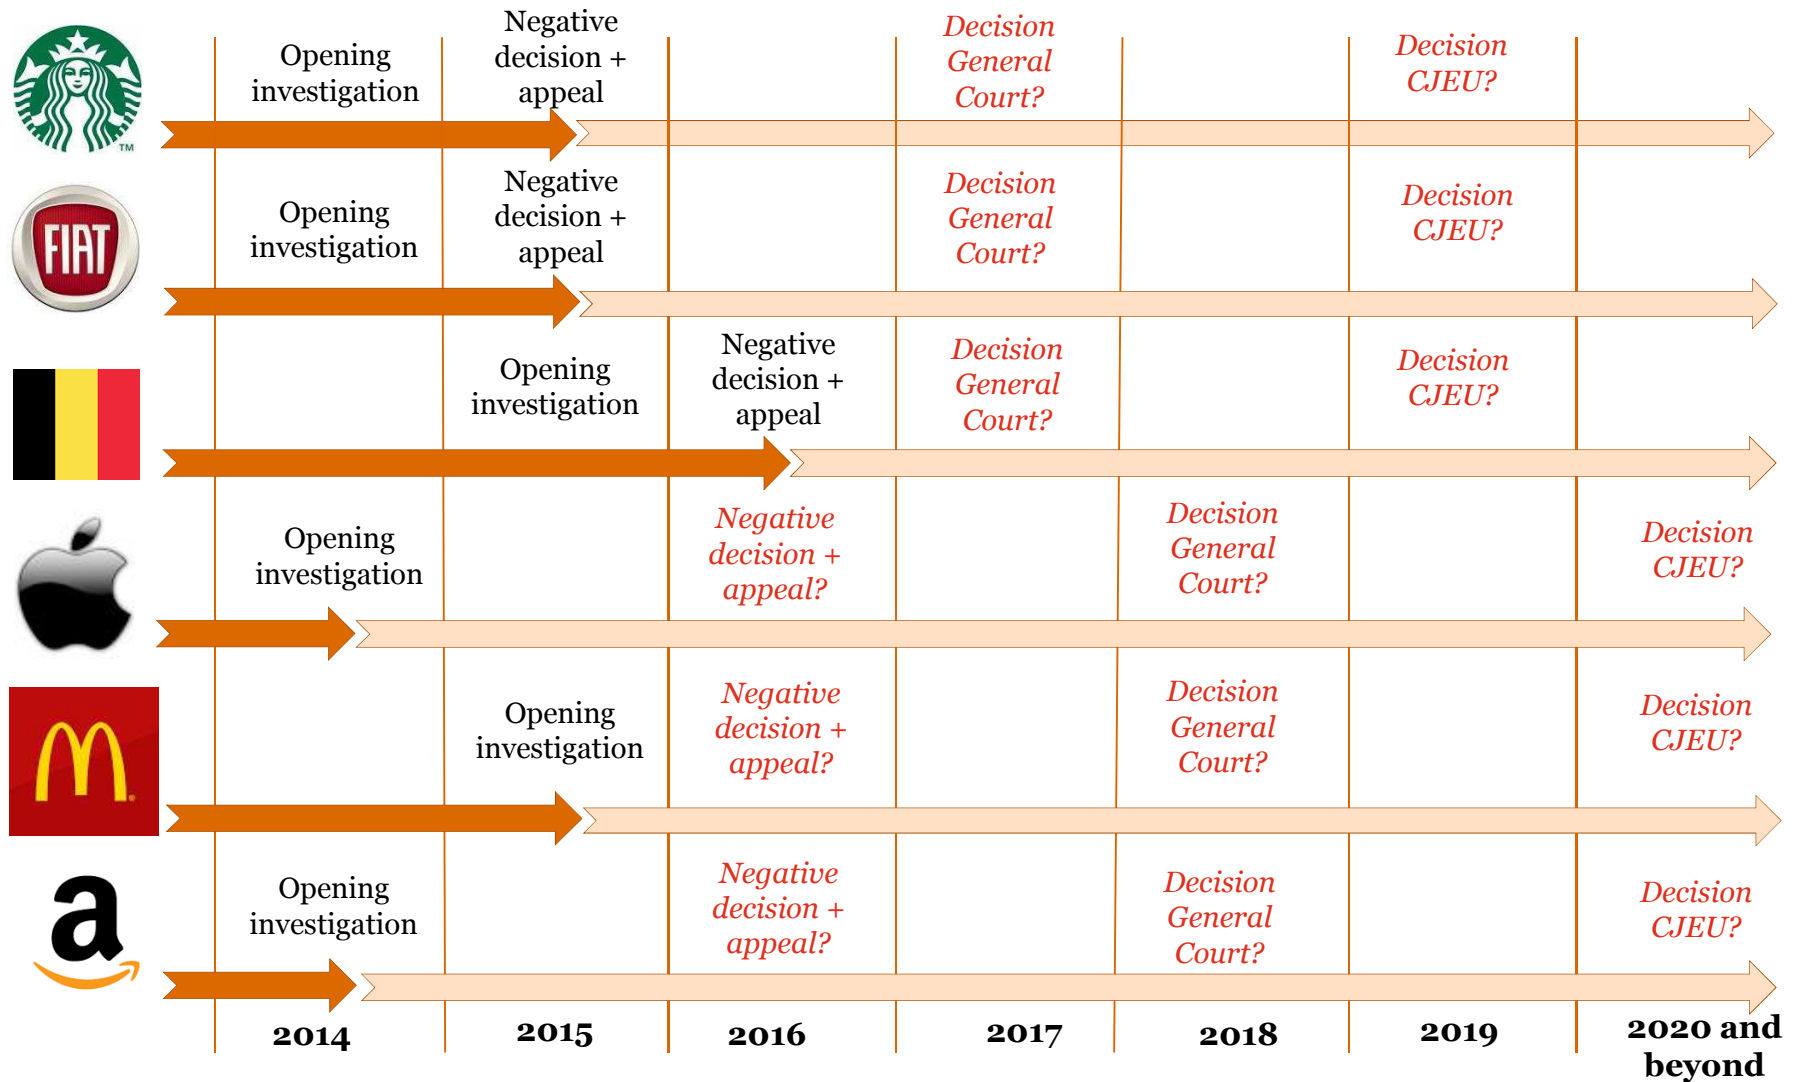 Opening
investigation
Negative
decision +
appeal
Decision
General
Court?
Decision
CJEU?
TM
FIAT
Opening
investigation
Negative
decision +
appeal
Decision
General
Court?
Decision
CJEU?
Opening
investigation
Negative
decision +
appeal
Decision
General
Court?
Decision
CJEU?
Opening
investigation
Negative
decision +
appeal?
Decision
General
Court?
Decision
CJEU?
M
Opening
investigation
Negative
decision +
appeal?
Decision
General
Court?
Decision
CJEU?
a
Opening
investigation
Negative
decision +
appeal?
Decision
General
Court?
Decision
CJEU?
2014
2015
2016
2017
2018
2019
2020 and
beyond